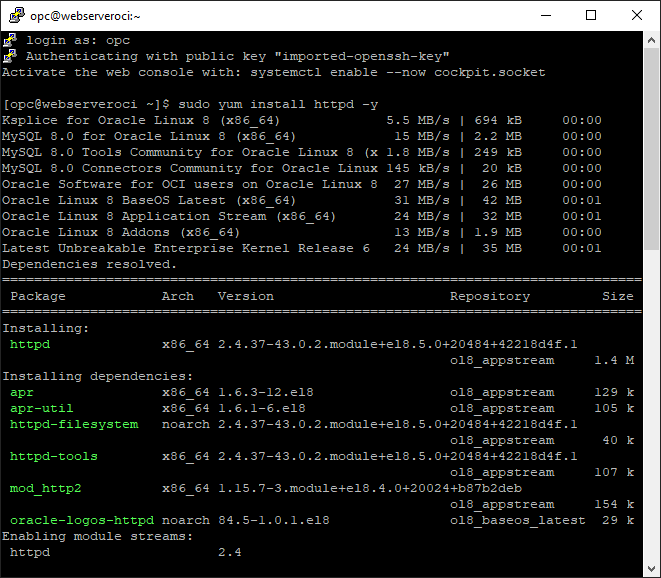 opc@webserveroci:~
login as: opc
Authenticating with public key "imported-openssh-key"
Activate the web console with: systemctl enable --now cockpit.socket
[opc@webserveroci ~]$ sudo yum install httpd -y
Ksplice for Oracle Linux 8 (x86_64) 5.5 MB/s | 694 kB 00:00
MySQL 8.0 for Oracle Linux 8 (x86_64) 15 MB/s | 2.2 MB 00:00
MySQL 8.0 Tools Community for Oracle Linux 8 (x 1.8 MB/s | 249 kB 00:00
MySQL 8.0 Connectors Community for Oracle Linux 145 kB/s | 20 kB 00:00
Oracle Software for OCI users on Oracle Linux 8 27 MB/s | 26 MB 00:00
Oracle Linux 8 BaseOS Latest (x86_64) 31 MB/s | 42 MB 00:01
Oracle Linux 8 Application Stream (x86_64) 24 MB/s | 32 MB 00:01
Oracle Linux 8 Addons (x86_64) 13 MB/s | 1.9 MB 00:00
Latest Unbreakable Enterprise Kernel Release 6 24 MB/s | 35 MB 00:01
Dependencies resolved.
================================================================================
Package Arch Version Repository Size
================================================================================
Installing:
httpd x86_64 2.4.37-43.0.2.module+el8.5.0+20484+42218d4f.1
ol8_appstream 1.4 M
Installing dependencies:
apr x86_64 1.6.3-12.el8 ol8_appstream 129 k
apr-util x86_64 1.6.1-6.el8 ol8_appstream 105 k
httpd-filesystem noarch 2.4.37-43.0.2.module+el8.5.0+20484+42218d4f.1
ol8_appstream 40 k
httpd-tools x86_64 2.4.37-43.0.2.module+el8.5.0+20484+42218d4f.1
ol8_appstream 107 k
mod_http2 x86_64 1.15.7-3.module+el8.4.0+20024+b87b2deb
ol8_appstream 154 k
oracle-logos-httpd noarch 84.5-1.0.1.el8 ol8_baseos_latest 29 k
Enabling module streams:
httpd 2.4